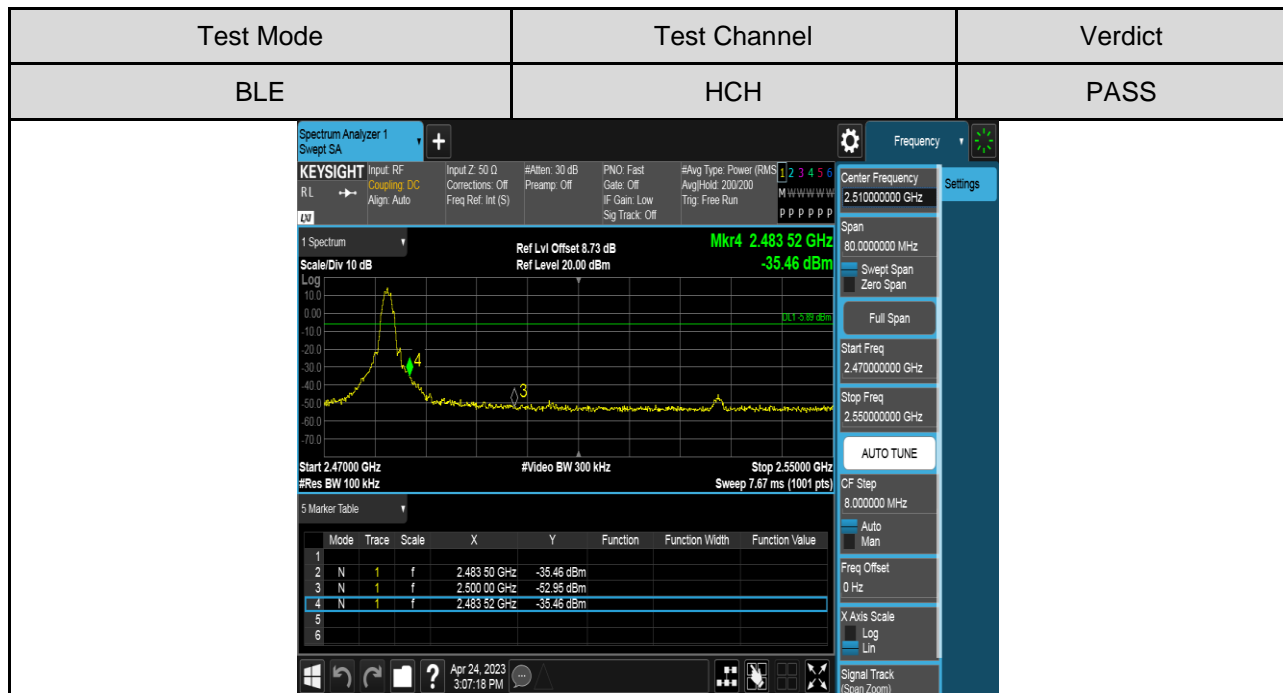 Test Mode Test Channel Verdict
BLE HCH PASS
Spectrum Analyzer 1
Swept SA
+
Frequency
KEYSIGHT Input: RF Input Z: 50 Ω #Atten: 30 dB PNO: Fast #Avg Type: Power (RMS 1 2 3 4 5 6
Coupling: DC Corrections: Off Preamp: Off Gate: Off Avg|Hold: 200/200
R L Align: Auto Freq Ref: Int (S) IF Gain: Low Trig: Free Run M W W W W W
LXI Sig Track: Off P P P P P P
Center Frequency
2.510000000 GHz
Settings
Span
80.0000000 MHz
Swept Span
Zero Span
Full Span
Start Freq
2.470000000 GHz
Stop Freq
2.550000000 GHz
AUTO TUNE
CF Step
8.000000 MHz
Auto
Man
Freq Offset
0 Hz
X Axis Scale
Log
Lin
Signal Track
(Span Zoom)
1 Spectrum Ref Lvl Offset 8.73 dB Mkr4 2.483 52 GHz
Scale/Div 10 dB Ref Level 20.00 dBm -35.46 dBm
Log
10.0
0.00
DL1 -5.89 dBm
-10.0
-20.0
-30.0
4
-40.0
3
-50.0
-60.0
-70.0
Start 2.47000 GHz #Video BW 300 kHz Stop 2.55000 GHz
#Res BW 100 kHz Sweep 7.67 ms (1001 pts)
5 Marker Table
Mode Trace Scale X Y Function Function Width Function Value
1
2 N 1 f 2.483 50 GHz -35.46 dBm
3 N 1 f 2.500 00 GHz -52.95 dBm
4 N 1 f 2.483 52 GHz -35.46 dBm
5
6
? Apr 24, 2023
3:07:18 PM